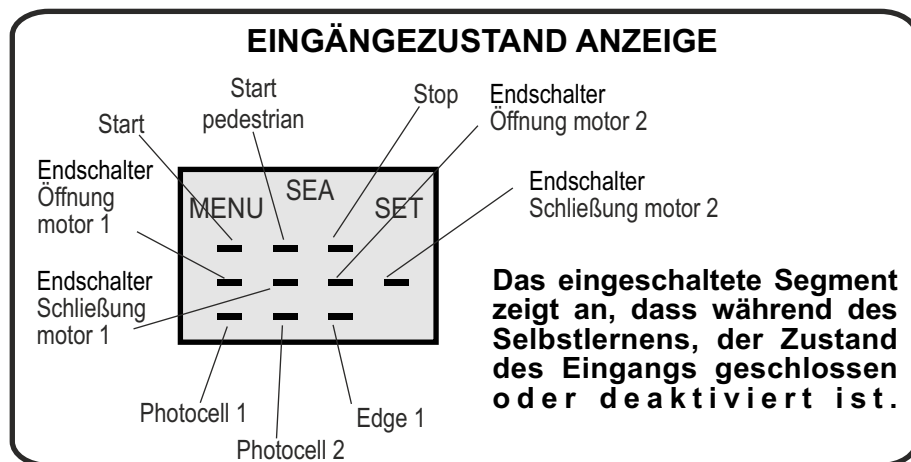 EINGÄNGEZUSTAND ANZEIGE
Start
Start
pedestrian
Stop
Endschalter
Öffnung motor 2
Endschalter
Öffnung
motor 1
Endschalter
Schließung motor 2
MENU
SEA
SET
Endschalter
Schließung
motor 1
Das eingeschaltete Segment
zeigt an, dass während des
Selbstlernens, der Zustand
des Eingangs geschlossen
oder deaktiviert ist.
Photocell 1
Photocell 2
Edge 1